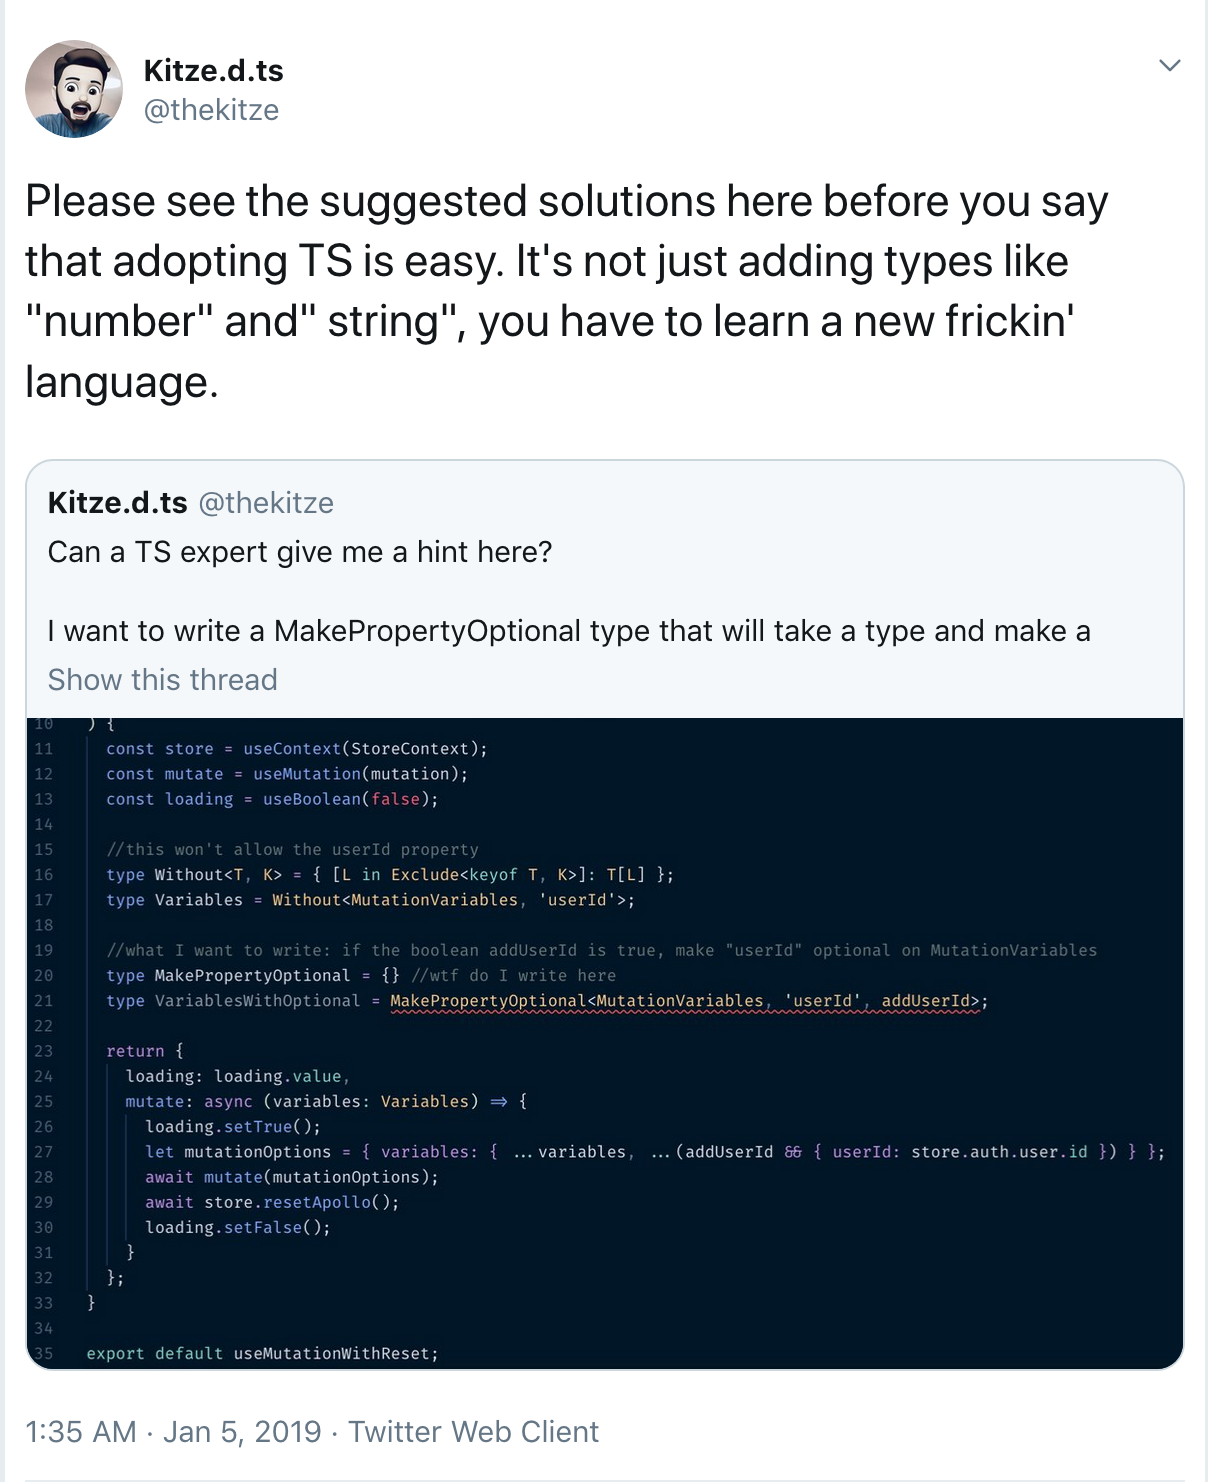 Kitze.d.ts
@thekitze
Please see the suggested solutions here before you say
that adopting TS is easy. It's not just adding types like
"number" and" string", you have to learn a new frickin'
language.
Kitze.d.ts @thekitze
Can a TS expert give me a hint here?
I want to write a MakePropertyOptional type that will take a type and make a
Show this thread
10 ) {
11 const store = useContext(StoreContext);
12 const mutate = useMutation(mutation);
13 const loading = useBoolean(false);
14
15 //this won't allow the userId property
16 type Without<T, K> = { [L in Exclude<keyof T, K>]: T[L] };
17 type Variables = Without<MutationVariables, 'userId'>;
18
19 //what I want to write: if the boolean addUserId is true, make "userId" optional on MutationVariables
20 type MakePropertyOptional = {} //wtf do I write here
21 type VariablesWithOptional = MakePropertyOptional<MutationVariables, 'userId', addUserId>;
22
23 return {
24 loading: loading.value,
25 mutate: async (variables: Variables) => {
26 loading.setTrue();
27 let mutationOptions = { variables: { ...variables, ...(addUserId && { userId: store.auth.user.id }) } };
28 await mutate(mutationOptions);
29 await store.resetApollo();
30 loading.setFalse();
31 }
32 };
33 }
34
35 export default useMutationWithReset;
1:35 AM · Jan 5, 2019 · Twitter Web Client